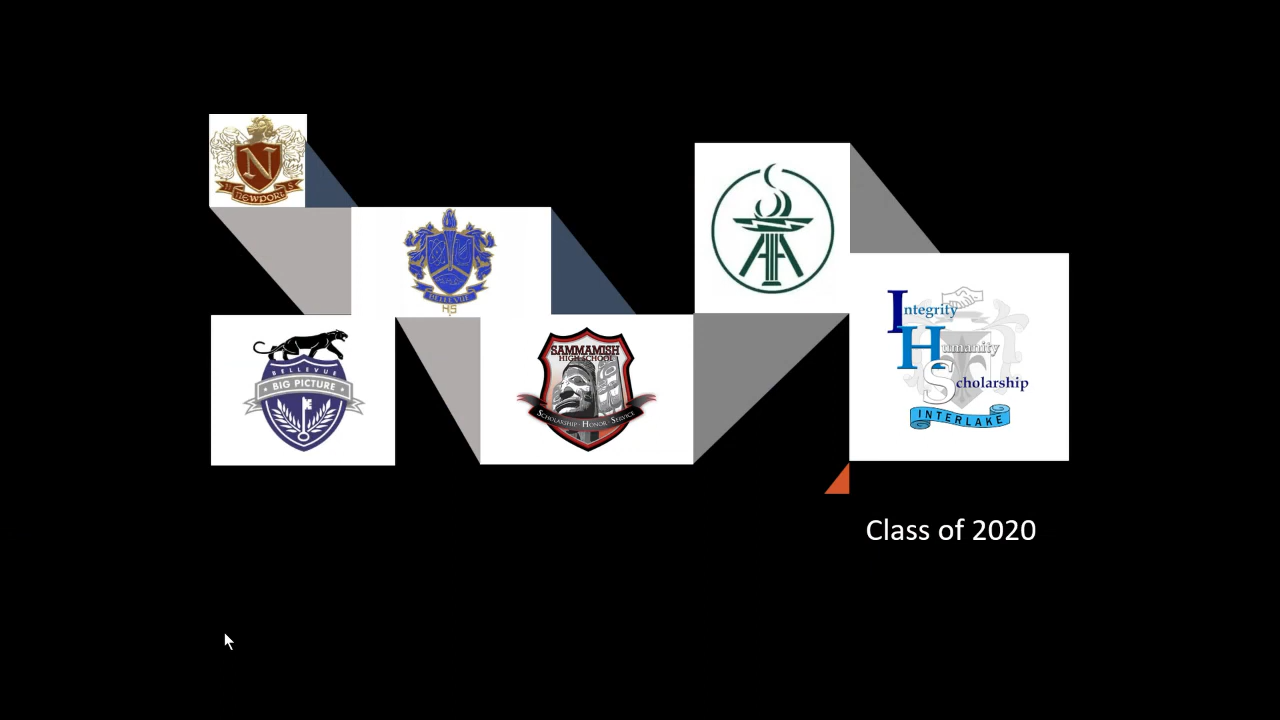 N
NEWPORT
H S
BELLEVUE
HS
BELLEVUE
BIG PICTURE
SAMMAMISH
HIGH SCHOOL
SCHOLARSHIP · HONOR · SERVICE
Integrity
Humanity
Scholarship
INTERLAKE
Class of 2020